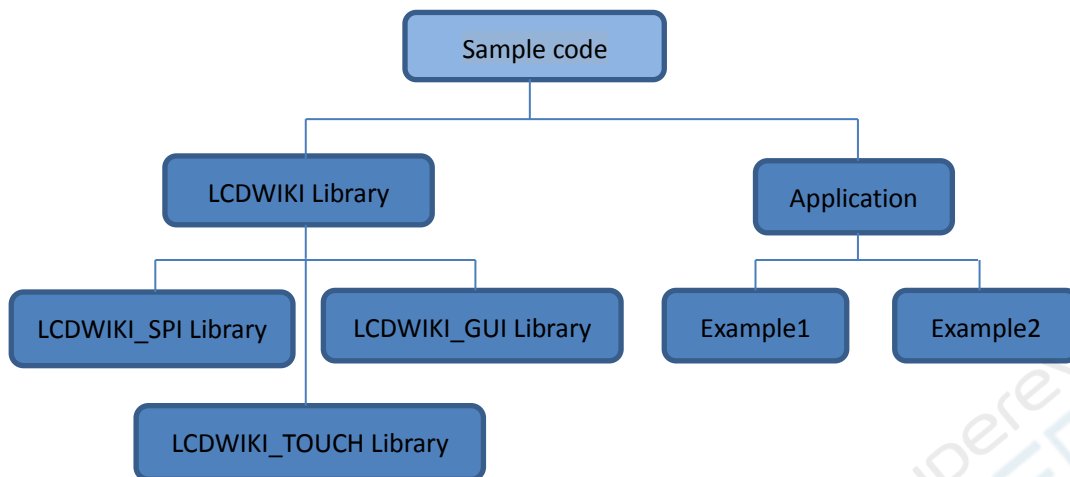 Sample code
LCDWIKI Library
Application
LCDWIKI_SPI Library
LCDWIKI_GUI Library
Example1
Example2
LCDWIKI_TOUCH Library